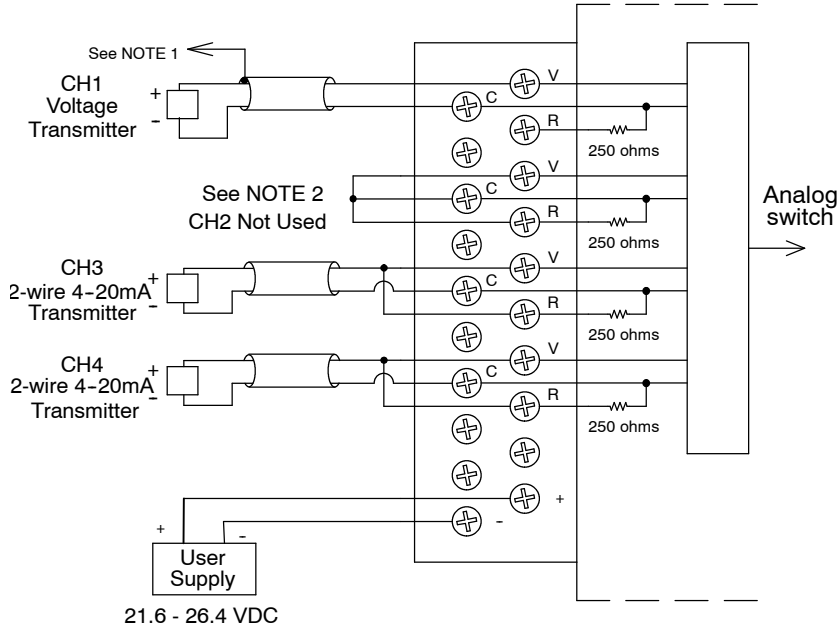 See NOTE 1
CH1
Voltage
Transmitter
+
-
V
C
R
250 ohms
See NOTE 2
CH2 Not Used
V
C
R
250 ohms
Analog
switch
CH3
2-wire 4-20mA
Transmitter
+
-
V
C
R
250 ohms
CH4
2-wire 4-20mA
Transmitter
+
-
V
C
R
250 ohms
+
-
+
-
User
Supply
21.6 - 26.4 VDC